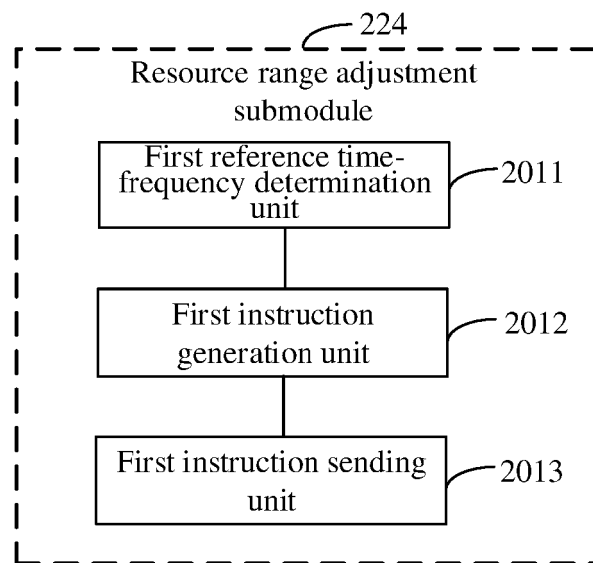 224
Resource range adjustment
submodule
First reference time-
frequency determination
unit
2011
First instruction
generation unit
2012
First instruction sending
unit
2013